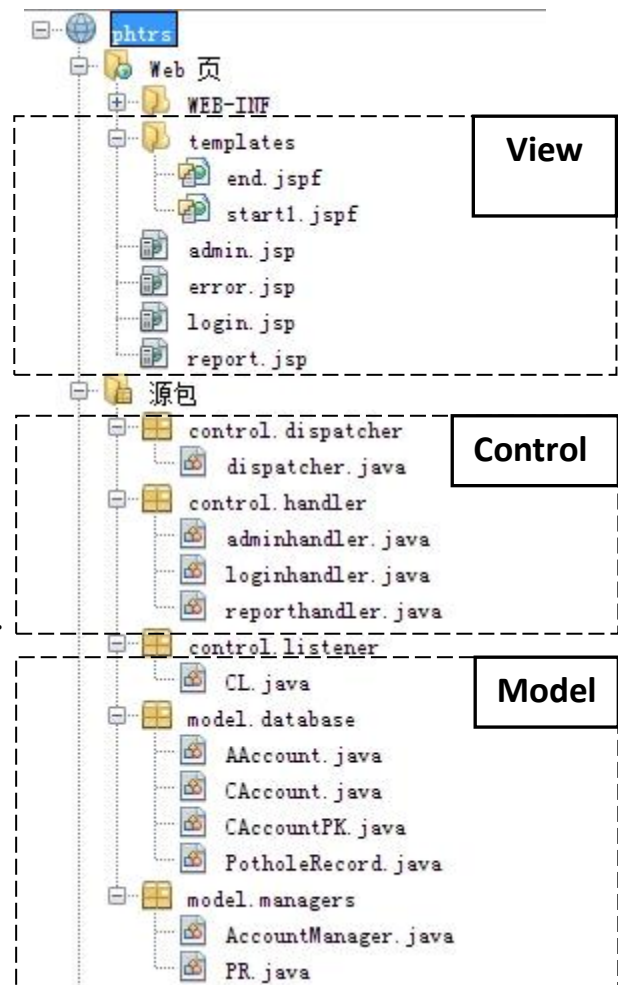 phtrs
Web 页
WEB-INF
templates
View
end.jspf
start1.jspf
admin.jsp
error.jsp
login.jsp
report.jsp
源包
control.dispatcher
Control
dispatcher.java
control.handler
adminhandler.java
loginhandler.java
reporthandler.java
control.listener
CL.java
Model
model.database
AAccount.java
CAccount.java
CAccountPK.java
PotholeRecord.java
model.managers
AccountManager.java
PR.java